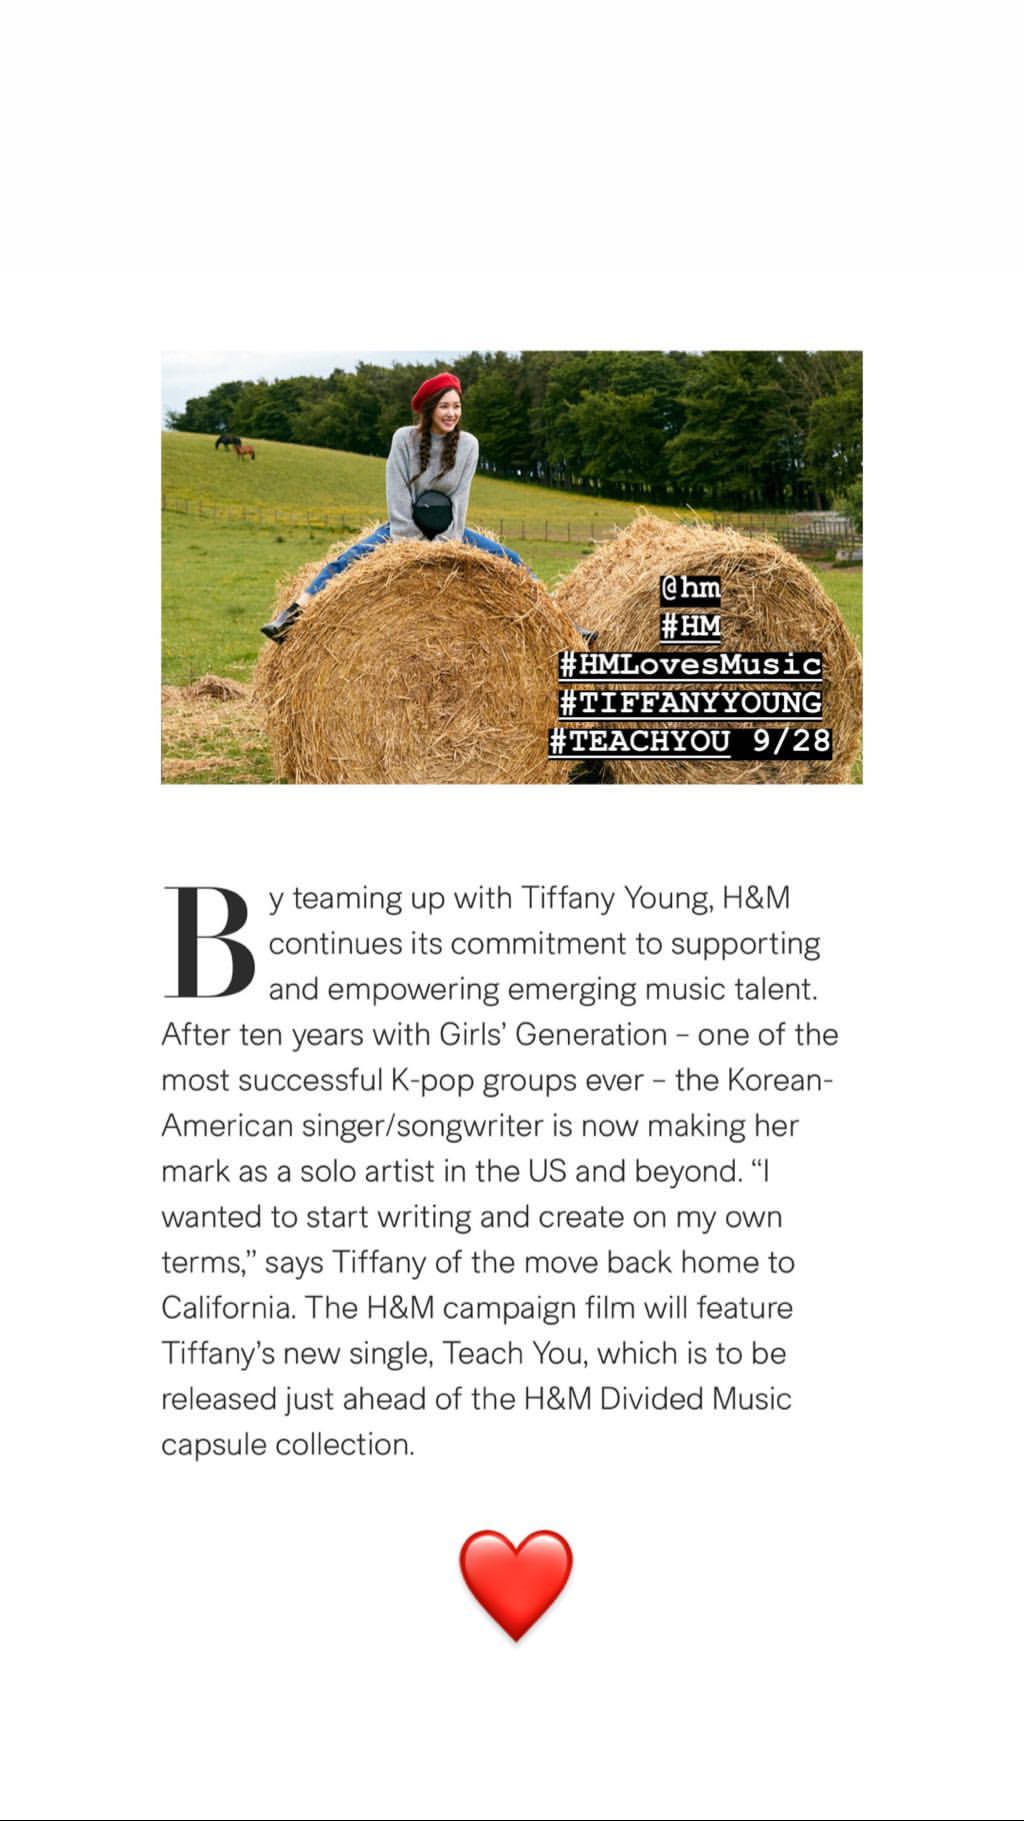 @hm
#HM
#HMLovesMusic
#TIFFANYYOUNG
#TEACHYOU 9/28
By teaming up with Tiffany Young, H&M
continues its commitment to supporting
and empowering emerging music talent.
After ten years with Girls’ Generation – one of the
most successful K-pop groups ever – the Korean-
American singer/songwriter is now making her
mark as a solo artist in the US and beyond. “I
wanted to start writing and create on my own
terms,” says Tiffany of the move back home to
California. The H&M campaign film will feature
Tiffany’s new single, Teach You, which is to be
released just ahead of the H&M Divided Music
capsule collection.